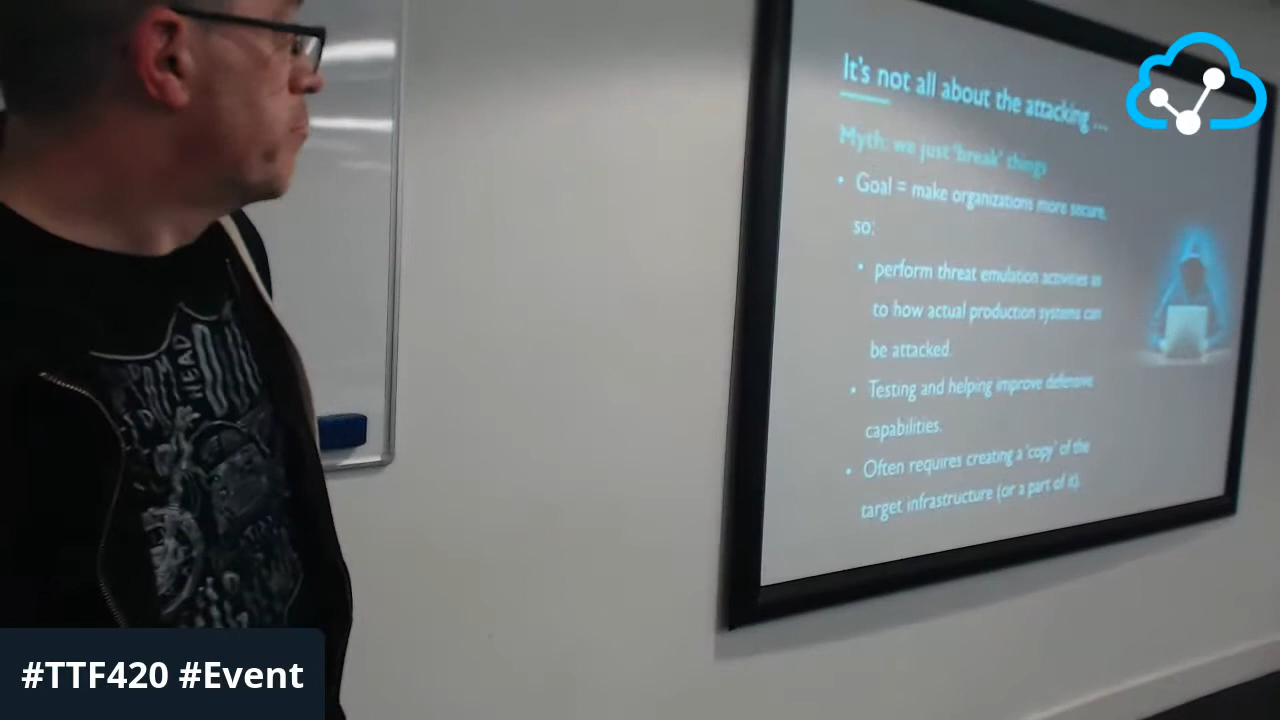 It's not all about the attacking ...
Myth: we just 'break' things
• Goal = make organizations more secure,
so:
• perform threat emulation activities as
to how actual production systems can
be attacked.
• Testing and helping improve defensive
capabilities.
• Often requires creating a 'copy' of the
target infrastructure (or a part of it).
HEAD
#TTF420 #Event